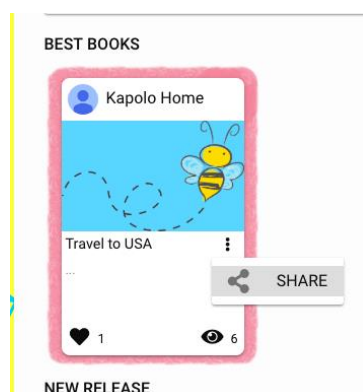 BEST BOOKS
Kapolo Home
Travel to USA
...
SHARE
1
6
NEW RELEASE